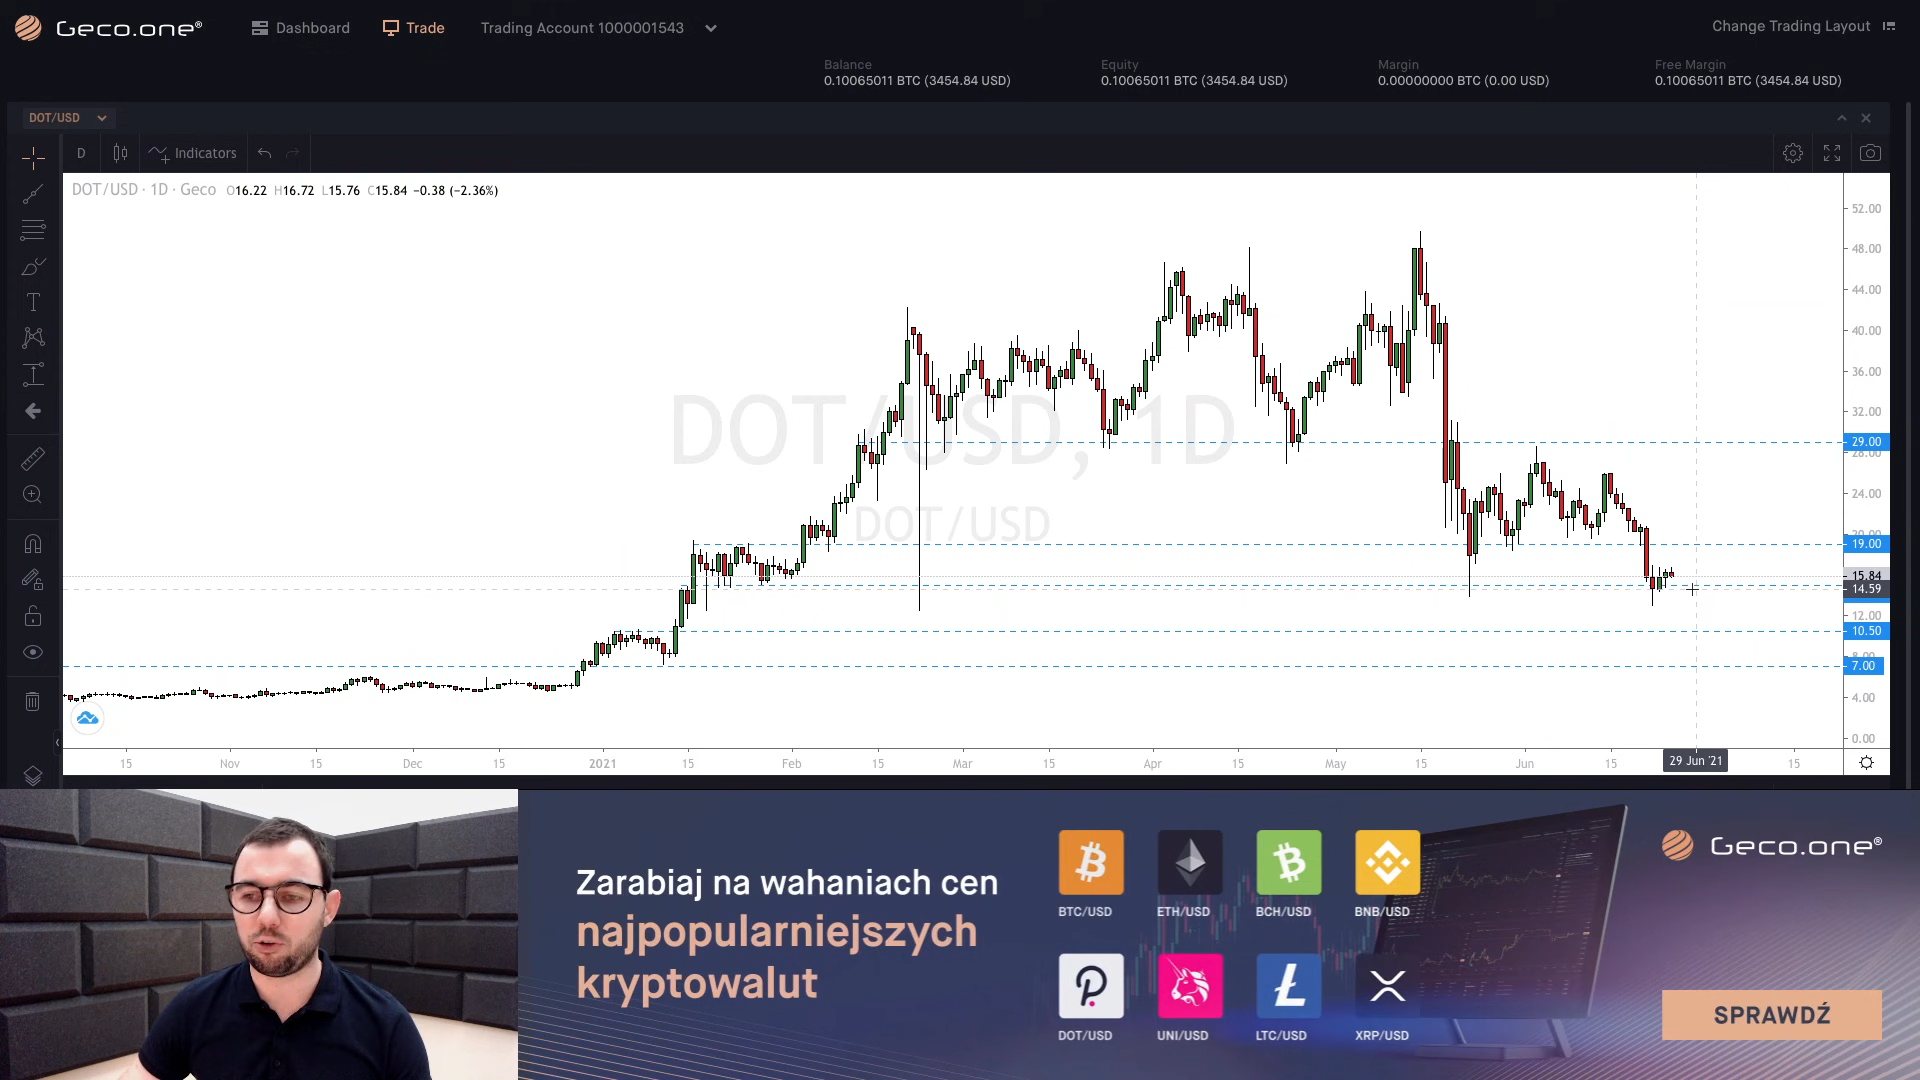 Geco.one®
Dashboard
Trade
Trading Account 1000001543
Change Trading Layout
Balance
0.10065011 BTC (3454.84 USD)
Equity
0.10065011 BTC (3454.84 USD)
Margin
0.00000000 BTC (0.00 USD)
Free Margin
0.10065011 BTC (3454.84 USD)
DOT/USD
D
Indicators
DOT/USD · 1D · Geco O16.22 H16.72 L15.76 C15.84 −0.38 (−2.36%)
DOT/USD, 1D
DOT/USD
52.00
48.00
44.00
40.00
36.00
32.00
29.00
28.00
24.00
20.00
19.00
15.84
14.59
12.00
10.50
8.00
7.00
4.00
0.00
15 Nov 15 Dec 15 2021 15 Feb 15 Mar 15 Apr 15 May 15 Jun 15 29 Jun '21 15
Zarabiaj na wahaniach cen
najpopularniejszych
kryptowalut
BTC/USD ETH/USD BCH/USD BNB/USD
DOT/USD UNI/USD LTC/USD XRP/USD
Geco.one®
SPRAWDŹ